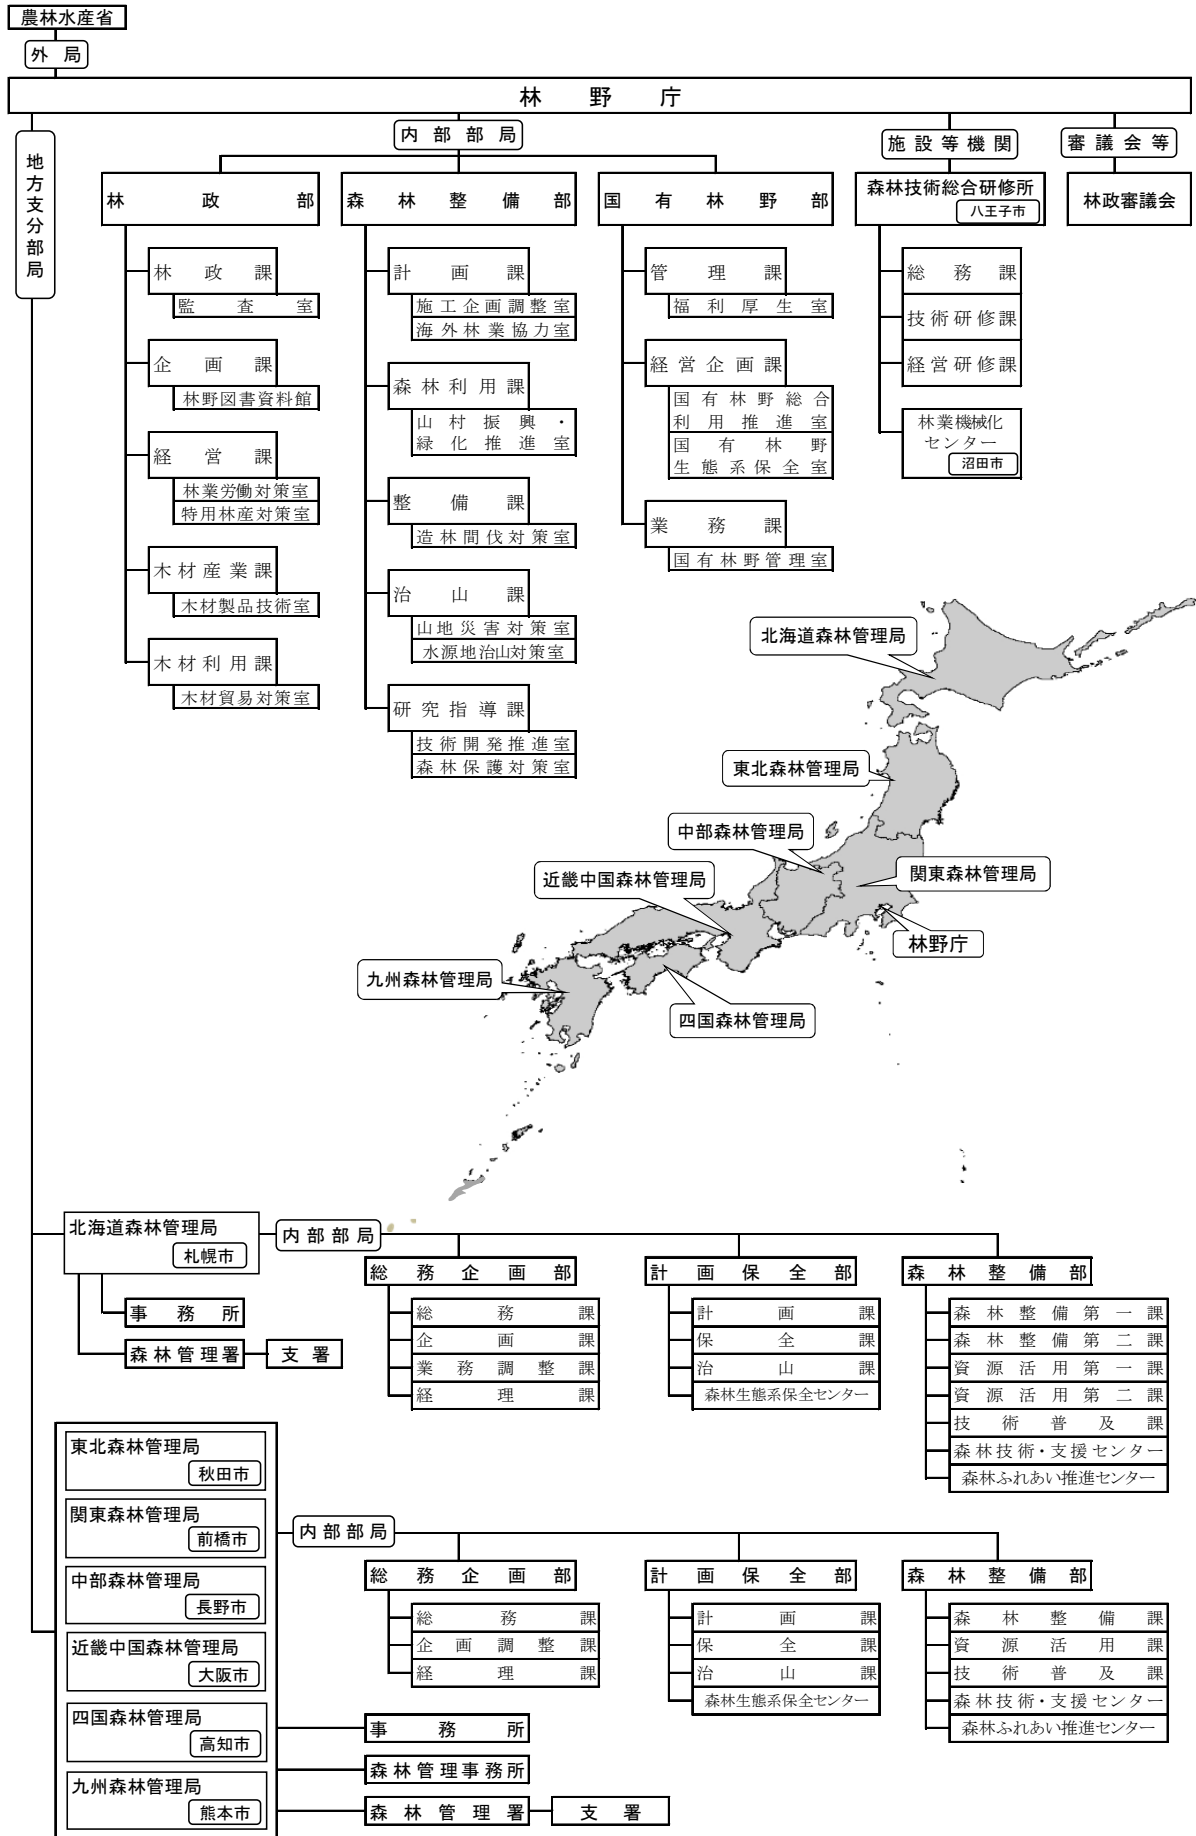 農林水産省
外局
林野庁
地方支分部局
内部部局
施設等機関
審議会等
林政部
林政課
監査室
企画課
林野図書資料館
経営課
林業労働対策室
特用林産対策室
木材産業課
木材製品技術室
木材利用課
木材貿易対策室
森林整備部
計画課
施工企画調整室
海外林業協力室
森林利用課
山村振興・
緑化推進室
整備課
造林間伐対策室
治山課
山地災害対策室
水源地治山対策室
研究指導課
技術開発推進室
森林保護対策室
国有林野部
管理課
福利厚生室
経営企画課
国有林野総合
利用推進室
国有林野
生態系保全室
業務課
国有林野管理室
森林技術総合研修所
八王子市
総務課
技術研修課
経営研修課
林業機械化
センター
沼田市
林政審議会
北海道森林管理局
東北森林管理局
中部森林管理局
近畿中国森林管理局
関東森林管理局
林野庁
九州森林管理局
四国森林管理局
北海道森林管理局
札幌市
事務所
森林管理署
支署
内部部局
総務企画部
総務課
企画課
業務調整課
経理課
計画保全部
計画課
保全課
治山課
森林生態系保全センター
森林整備部
森林整備第一課
森林整備第二課
資源活用第一課
資源活用第二課
技術普及課
森林技術・支援センター
森林ふれあい推進センター
東北森林管理局
秋田市
関東森林管理局
前橋市
中部森林管理局
長野市
近畿中国森林管理局
大阪市
四国森林管理局
高知市
九州森林管理局
熊本市
内部部局
総務企画部
総務課
企画調整課
経理課
計画保全部
計画課
保全課
治山課
森林生態系保全センター
森林整備部
森林整備課
資源活用課
技術普及課
森林技術・支援センター
森林ふれあい推進センター
事務所
森林管理事務所
森林管理署
支署